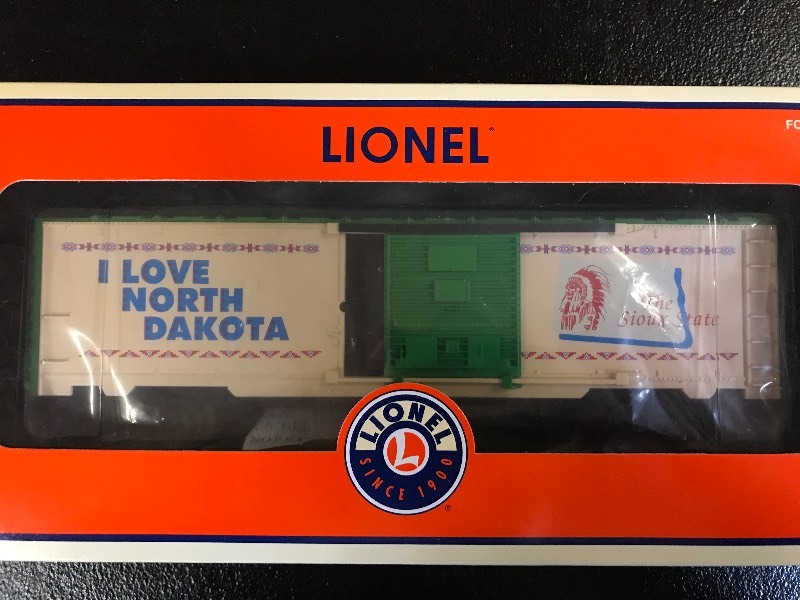 LIONEL
I LOVE
NORTH
DAKOTA
The
Sioux State
LIONEL
L
SINCE 1900